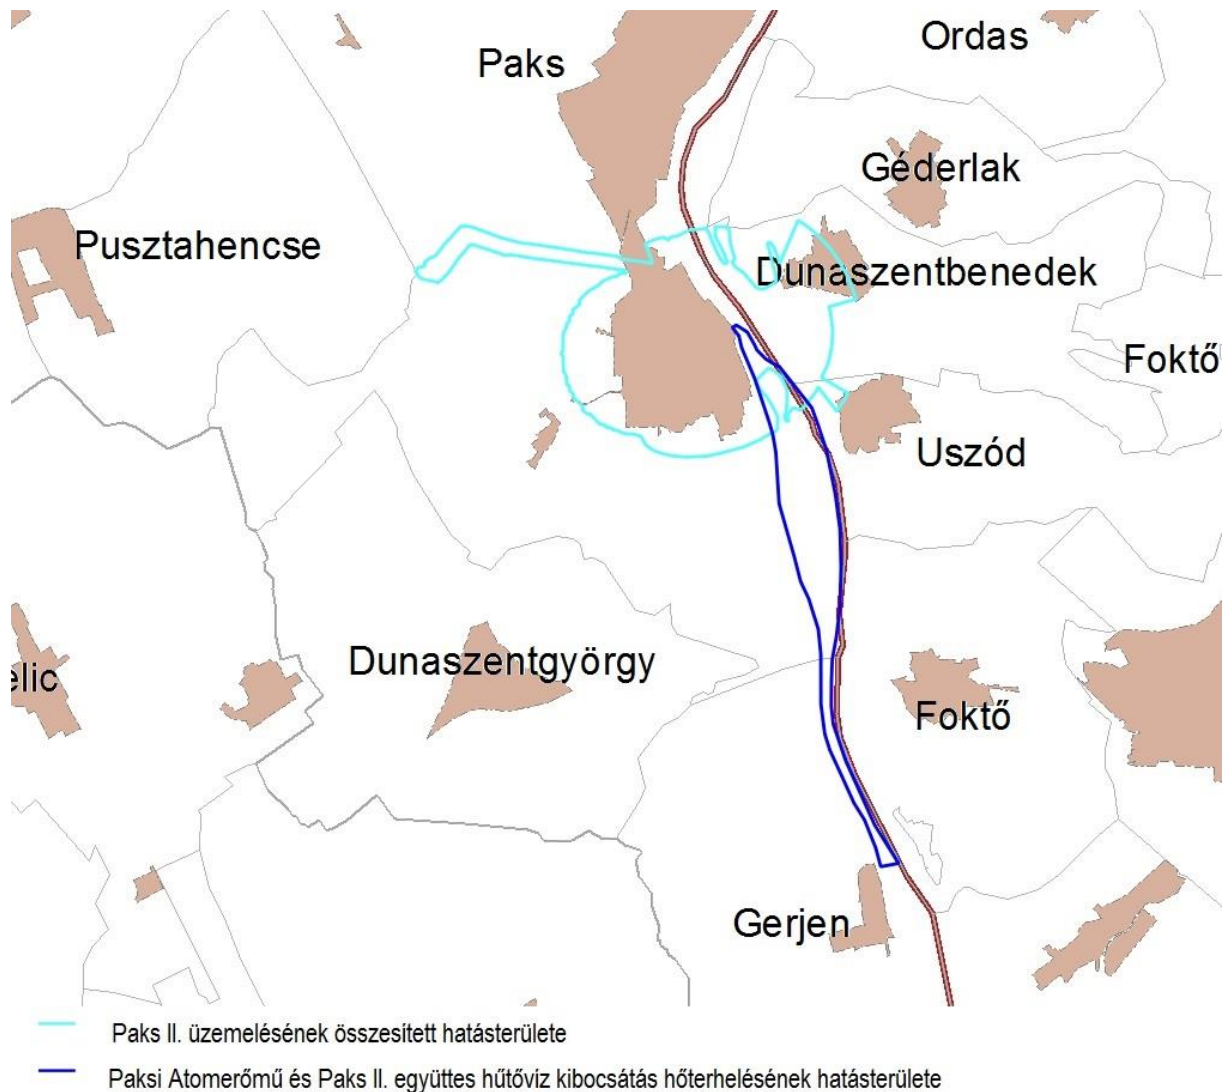 Ordas
Paks
Géderlak
Pusztahencse
Dunaszentbenedek
Foktő
Uszód
Dunaszentgyörgy
elic
Foktő
Gerjen
Paks II. üzemelésének összesített hatásterülete
Paksi Atomerőmű és Paks II. együttes hűtővíz kibocsátás hőterhelésének hatásterülete